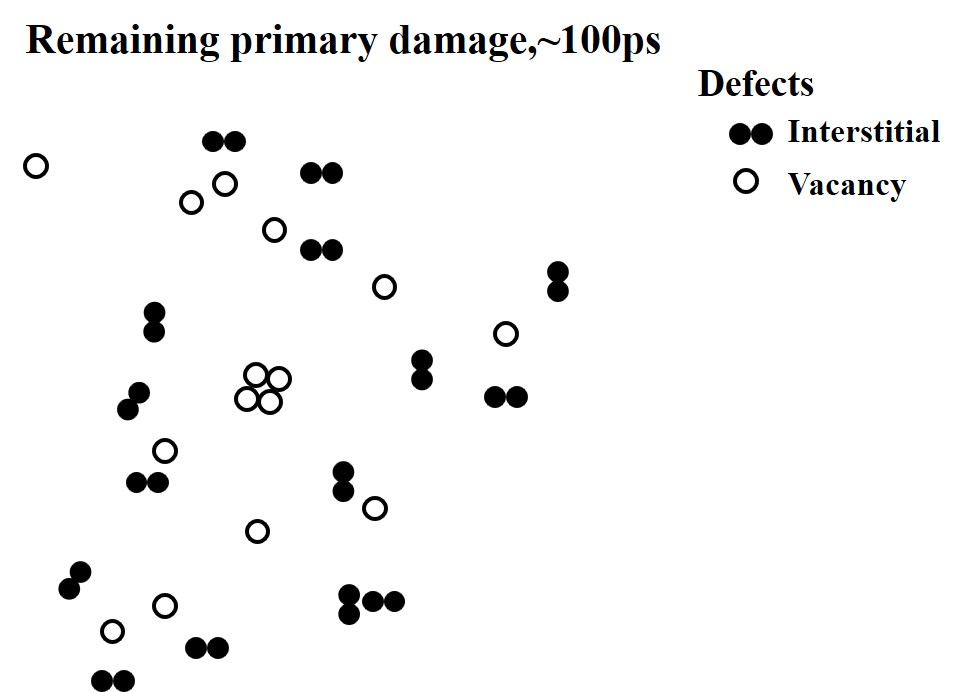 Remaining primary damage,~100ps
Defects
Interstitial
Vacancy